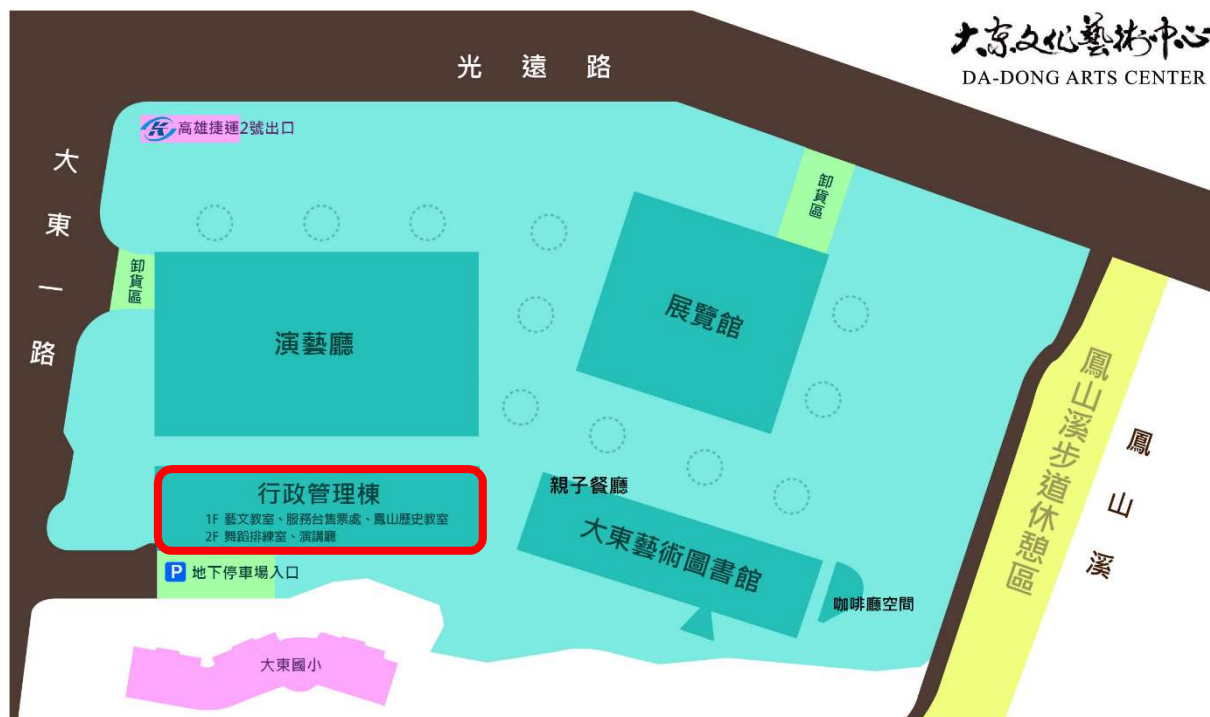 大東文化藝術中心
DA-DONG ARTS CENTER
光遠路
大東一路
高雄捷運2號出口
卸貨區
卸貨區
演藝廳
展覽館
鳳山溪步道休憩區
鳳山溪
行政管理棟
1F 藝文教室、服務台售票處、鳳山歷史教室
2F 舞蹈排練室、演講廳
親子餐廳
大東藝術圖書館
咖啡廳空間
P 地下停車場入口
大東國小